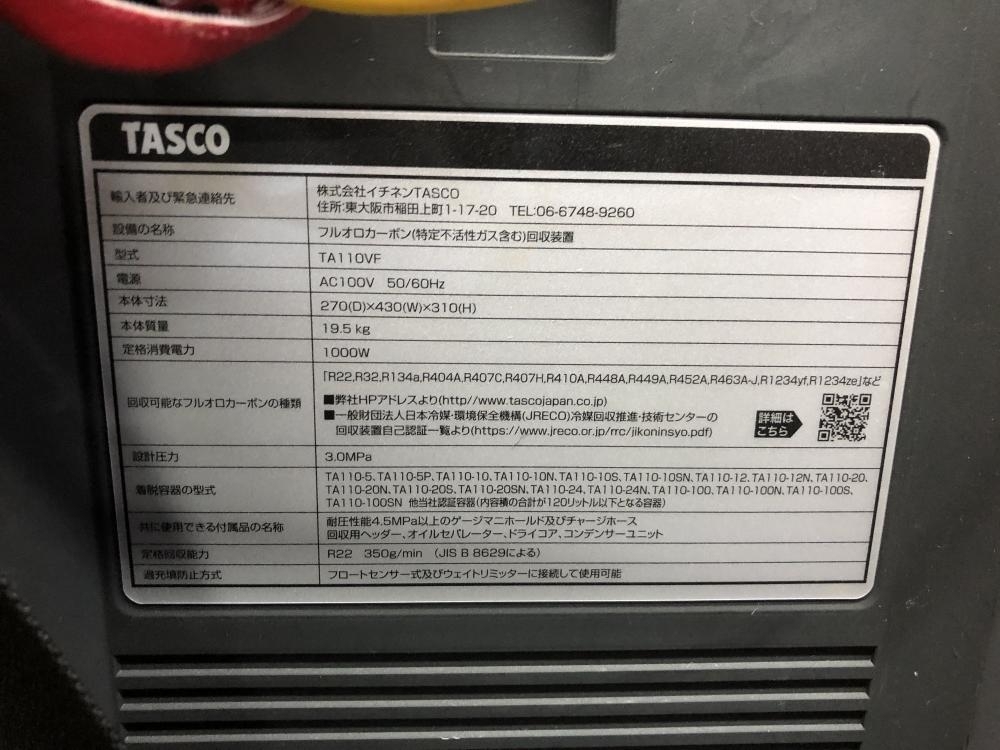 TASCO
輸入者及び緊急連絡先
株式会社イチネンTASCO
住所:東大阪市稲田上町1-17-20 TEL:06-6748-9260
設備の名称 フルオロカーボン(特定不活性ガス含む)回収装置
型式 TA110VF
電源 AC100V 50/60Hz
本体寸法 270(D)×430(W)×310(H)
本体質量 19.5 kg
定格消費電力 1000W
回収可能なフルオロカーボンの種類
「R22,R32,R134a,R404A,R407C,R407H,R410A,R448A,R449A,R452A,R463A-J,R1234yf,R1234ze」など
■弊社HPアドレスより(http://www.tascojapan.co.jp)
■一般財団法人日本冷媒・環境保全機構(JRECO)冷媒回収推進・技術センターの
回収装置自己認証一覧より(https://www.jreco.or.jp/rrc/jikoninsyo.pdf)
詳細は
こちら
設計圧力 3.0MPa
着脱容器の型式
TA110-5, TA110-5P, TA110-10, TA110-10N, TA110-10S, TA110-10SN, TA110-12, TA110-12N, TA110-20,
TA110-20N, TA110-20S, TA110-20SN, TA110-24, TA110-24N, TA110-100, TA110-100N, TA110-100S,
TA110-100SN 他当社認証容器(内容積の合計が120リットル以下となる容器)
共に使用できる付属品の名称
耐圧性能4.5MPa以上のゲージマニホールド及びチャージホース
回収用ヘッダー、オイルセパレーター、ドライコア、コンデンサーユニット
定格回収能力 R22 350g/min (JIS B 8629による)
過充填防止方式 フロートセンサー式及びウェイトリミッターに接続して使用可能